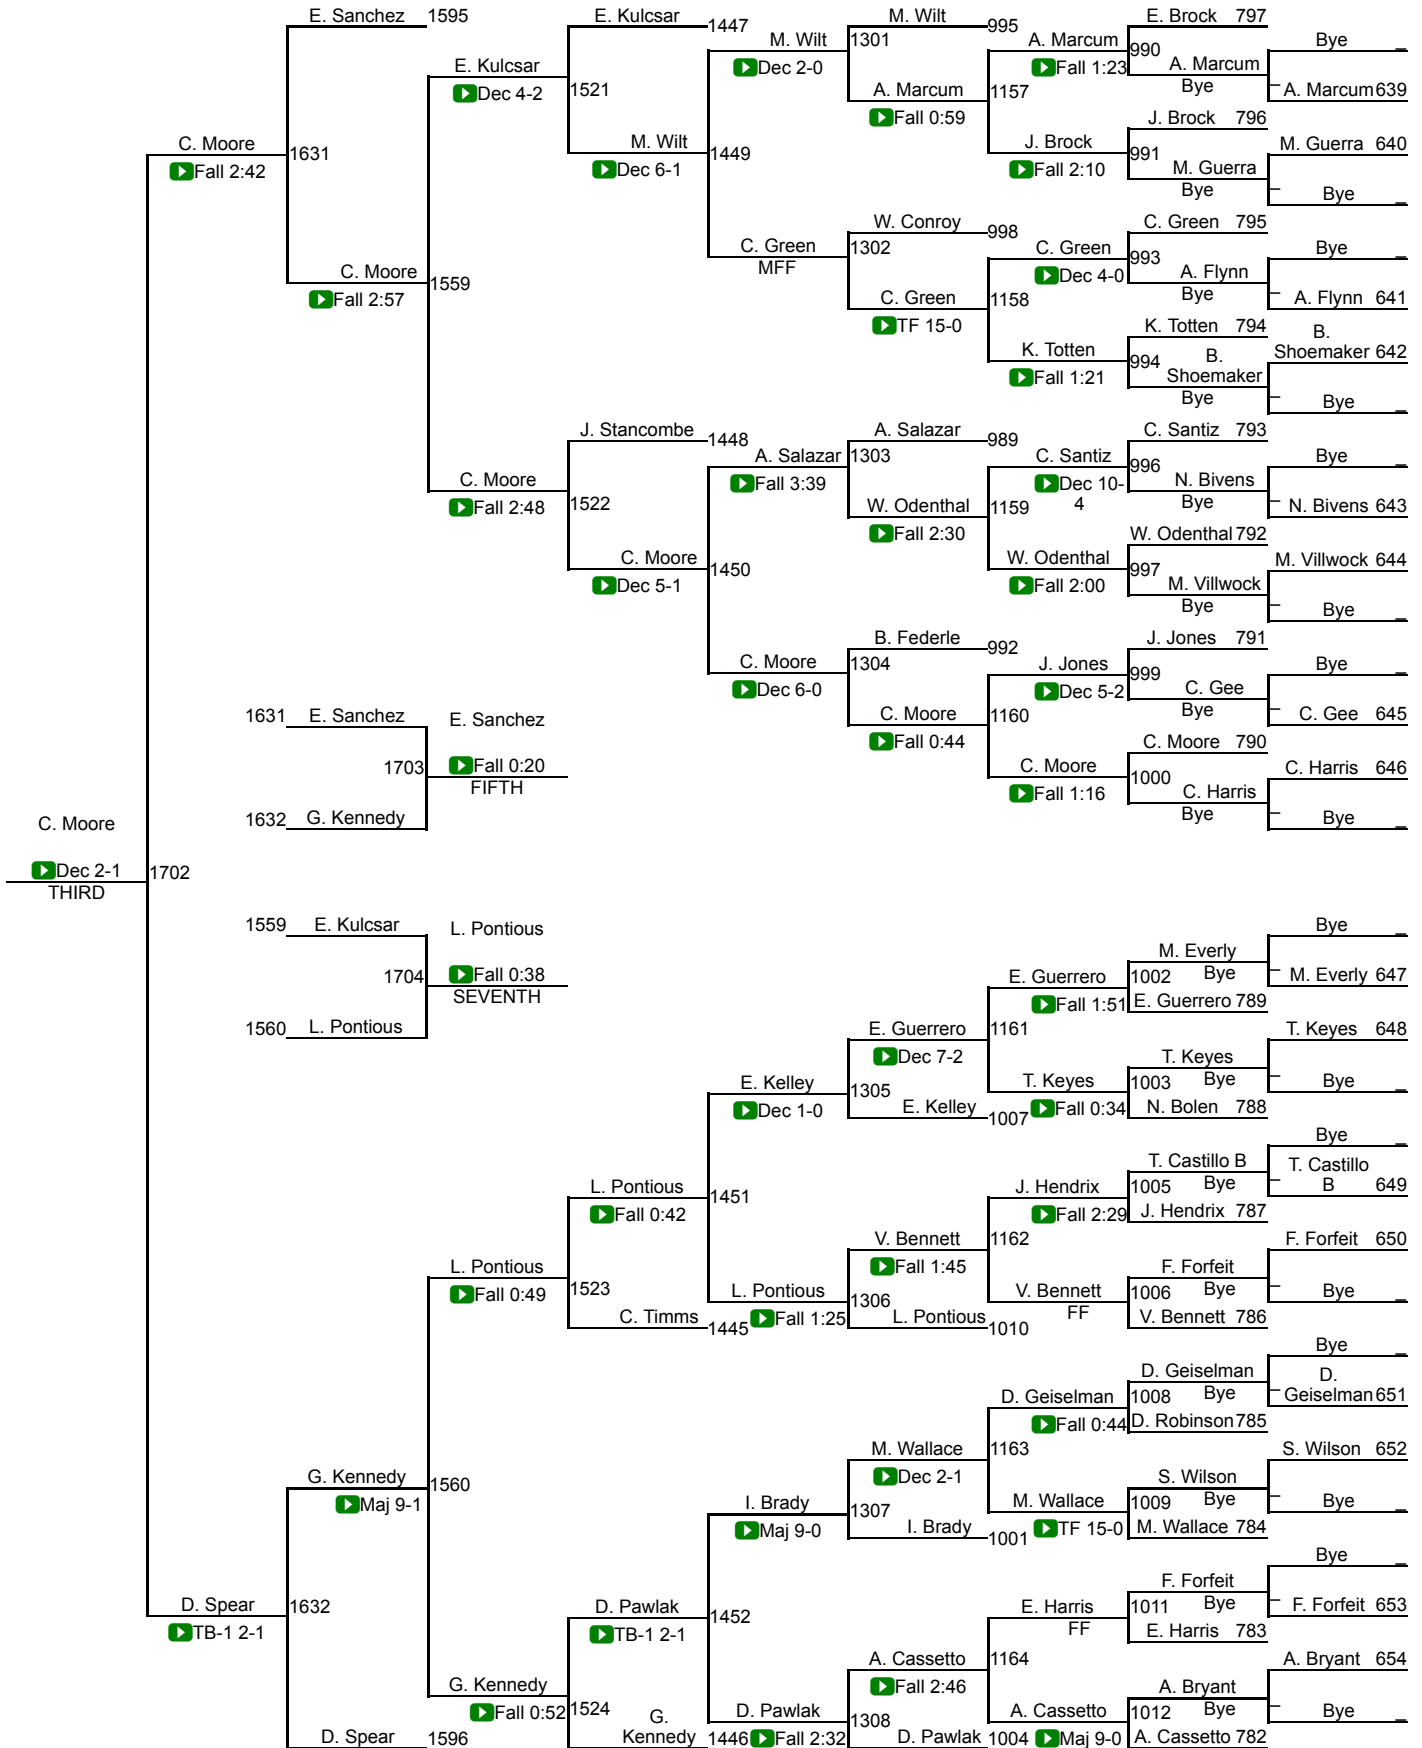 E. Sanchez 1595
E. Kulcsar 1447
M. Wilt 995
E. Brock 797
M. Wilt 1301
A. Marcum 990
Bye _
Dec 2-0
Fall 1:23
A. Marcum
E. Kulcsar
Bye
_ A. Marcum 639
Dec 4-2
1521
A. Marcum 1157
Fall 0:59
J. Brock 796
C. Moore 1631
M. Wilt 1449
J. Brock 991
M. Guerra 640
Fall 2:42
Dec 6-1
Fall 2:10
M. Guerra
Bye
_ Bye _
W. Conroy 998
C. Green 795
C. Green 1302
C. Green 993
Bye _
MFF
Dec 4-0
A. Flynn
C. Moore 1559
Bye
_ A. Flynn 641
Fall 2:57
C. Green 1158
TF 15-0
K. Totten 794
B.
Shoemaker 642
K. Totten 994
B.
Shoemaker
Fall 1:21
Bye
_ Bye _
J. Stancombe 1448
A. Salazar 989
C. Santiz 793
A. Salazar 1303
C. Santiz 996
Bye _
C. Moore
Fall 3:39
Dec 10-
4
N. Bivens
Fall 2:48
1522
W. Odenthal 1159
Bye
_ N. Bivens 643
Fall 2:30
W. Odenthal 792
C. Moore 1450
W. Odenthal 997
M. Villwock 644
Dec 5-1
Fall 2:00
M. Villwock
Bye
_ Bye _
B. Federle 992
J. Jones 791
C. Moore 1304
J. Jones 999
Bye _
Dec 6-0
Dec 5-2
C. Gee
1631 E. Sanchez
E. Sanchez
C. Moore 1160
Bye
_ C. Gee 645
Fall 0:44
C. Moore 790
1703
Fall 0:20
C. Moore 1000
C. Harris 646
FIFTH
Fall 1:16
C. Harris
1632 G. Kennedy
Bye
_ Bye _
C. Moore
Dec 2-1
1702
THIRD
1559 E. Kulcsar
L. Pontious
Bye _
M. Everly
1704
Fall 0:38
E. Guerrero
1002 Bye
_ M. Everly 647
SEVENTH
Fall 1:51
E. Guerrero 789
1560 L. Pontious
E. Guerrero 1161
T. Keyes 648
Dec 7-2
T. Keyes
E. Kelley 1305
T. Keyes
1003 Bye
_ Bye _
Dec 1-0
E. Kelley 1007
Fall 0:34
N. Bolen 788
Bye _
T. Castillo B
T. Castillo
_ B 649
L. Pontious 1451
J. Hendrix
1005 Bye
Fall 0:42
Fall 2:29
J. Hendrix 787
V. Bennett 1162
F. Forfeit 650
L. Pontious
Fall 1:45
F. Forfeit
Fall 0:49
1523
L. Pontious 1306
V. Bennett
1006 Bye
_ Bye _
C. Timms 1445
Fall 1:25
L. Pontious 1010
FF
V. Bennett 786
Bye _
D. Geiselman
D.
_ Geiselman 651
D. Geiselman
1008 Bye
Fall 0:44
D. Robinson 785
M. Wallace 1163
S. Wilson 652
G. Kennedy 1560
Dec 2-1
S. Wilson
Maj 9-1
I. Brady 1307
M. Wallace
1009 Bye
_ Bye _
Maj 9-0
I. Brady 1001
TF 15-0
M. Wallace 784
Bye _
F. Forfeit
D. Spear 1632
D. Pawlak 1452
E. Harris
1011 Bye
_ F. Forfeit 653
TB-1 2-1
TB-1 2-1
FF
E. Harris 783
A. Cassetto 1164
A. Bryant 654
G. Kennedy
Fall 2:46
A. Bryant
Fall 0:52
1524
D. Pawlak 1308
A. Cassetto
1012 Bye
_ Bye _
D. Spear 1596
G.
Kennedy 1446
Fall 2:32
D. Pawlak 1004
Maj 9-0
A. Cassetto 782